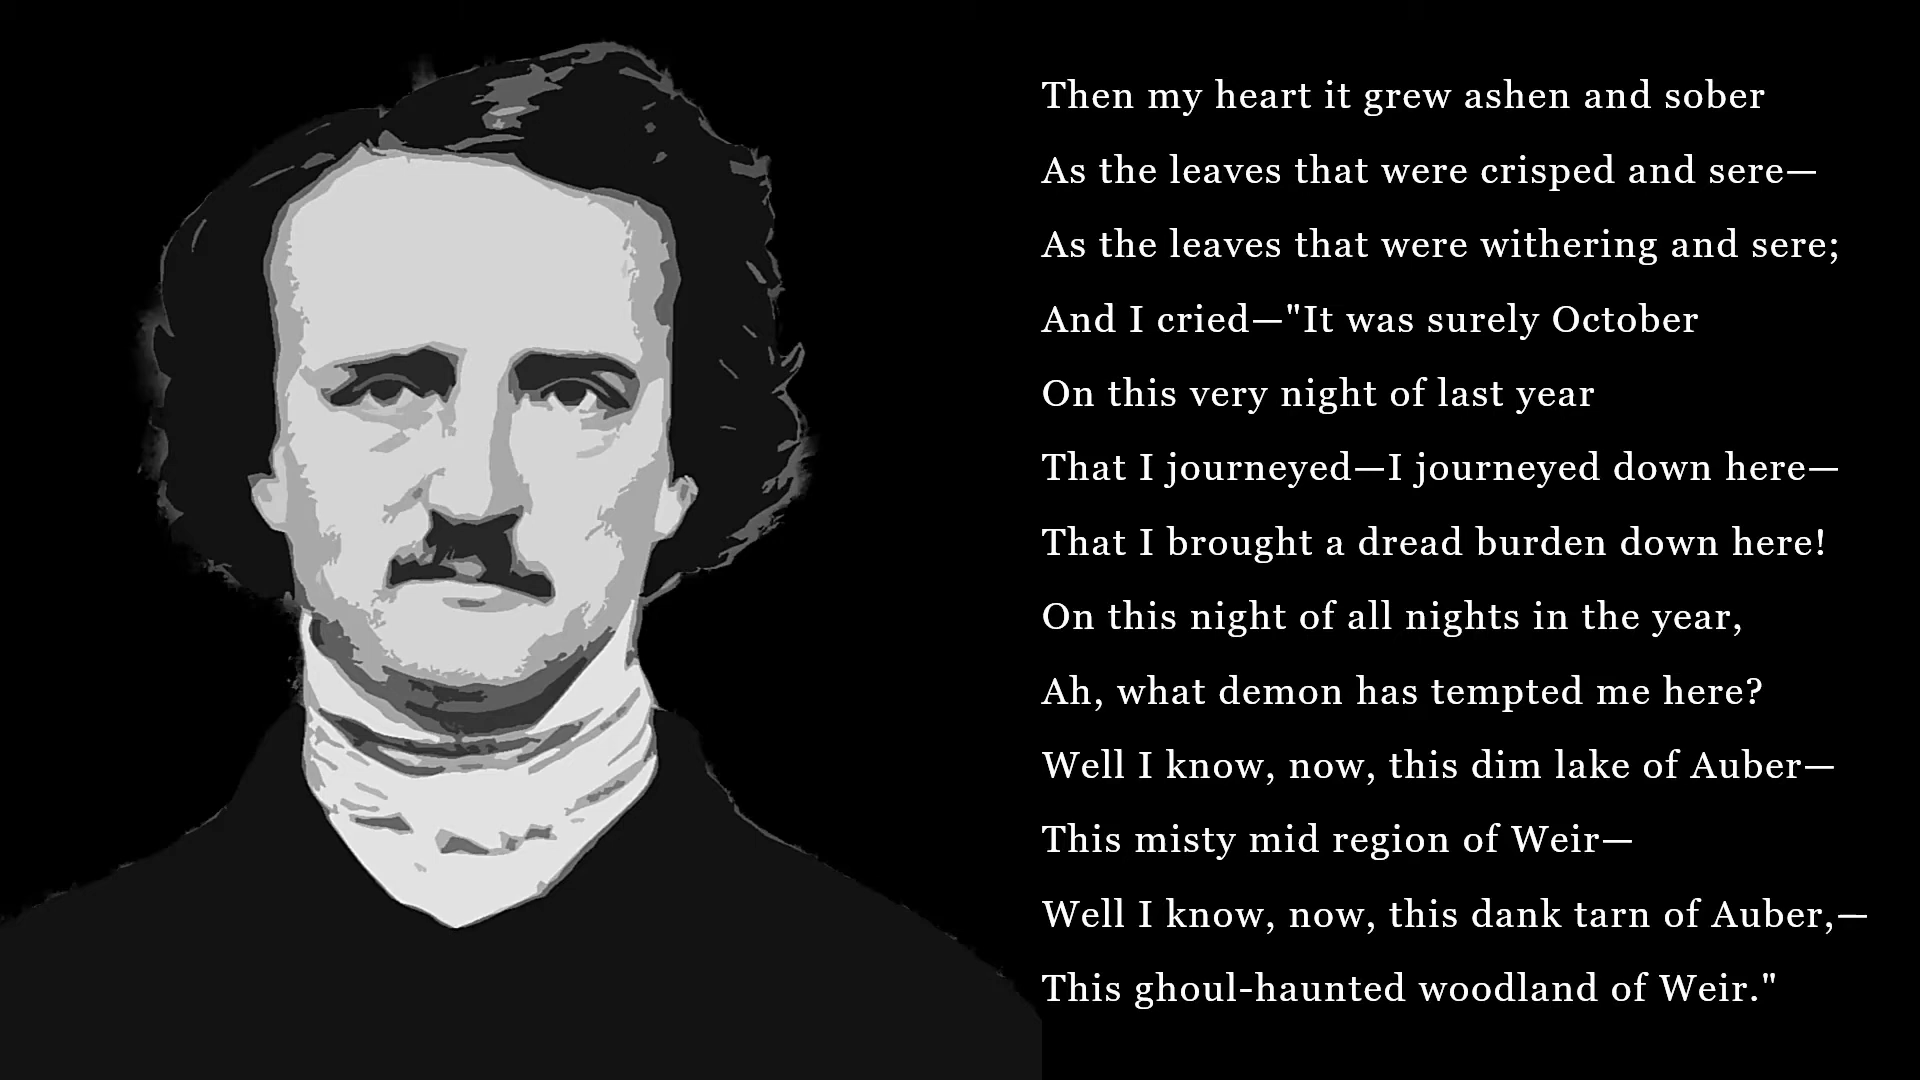 Then my heart it grew ashen and sober
As the leaves that were crisped and sere—
As the leaves that were withering and sere;
And I cried—"It was surely October
On this very night of last year
That I journeyed—I journeyed down here—
That I brought a dread burden down here!
On this night of all nights in the year,
Ah, what demon has tempted me here?
Well I know, now, this dim lake of Auber—
This misty mid region of Weir—
Well I know, now, this dank tarn of Auber,—
This ghoul-haunted woodland of Weir."